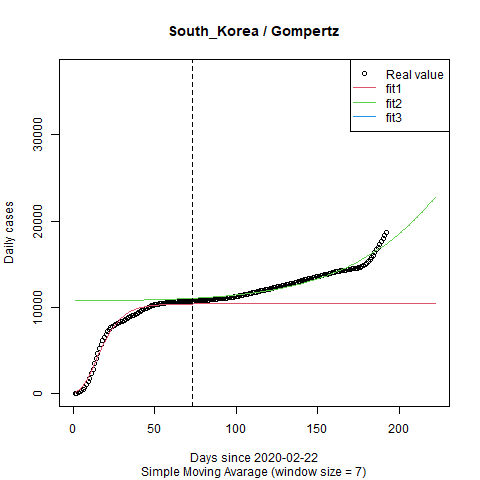 South_Korea / Gompertz
Real value
fit1
fit2
fit3
Daily cases
30000
20000
10000
0
0
50
100
150
200
Days since 2020-02-22
Simple Moving Avarage (window size = 7)